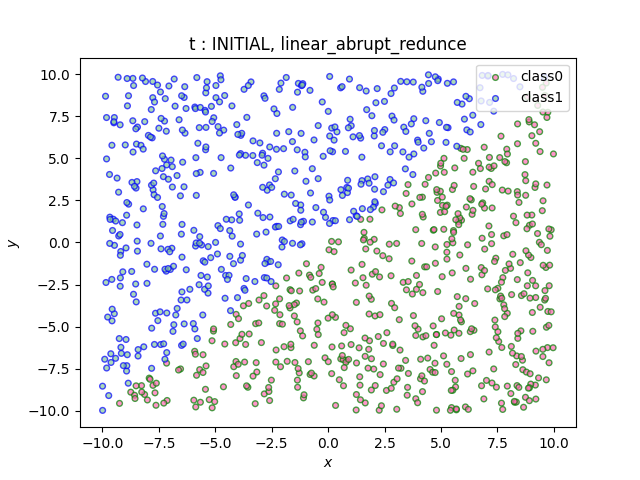 t : INITIAL, linear_abrupt_redunce
class0
class1
y
10.0
7.5
5.0
2.5
0.0
−2.5
−5.0
−7.5
−10.0
−10.0 −7.5 −5.0 −2.5 0.0 2.5 5.0 7.5 10.0
x